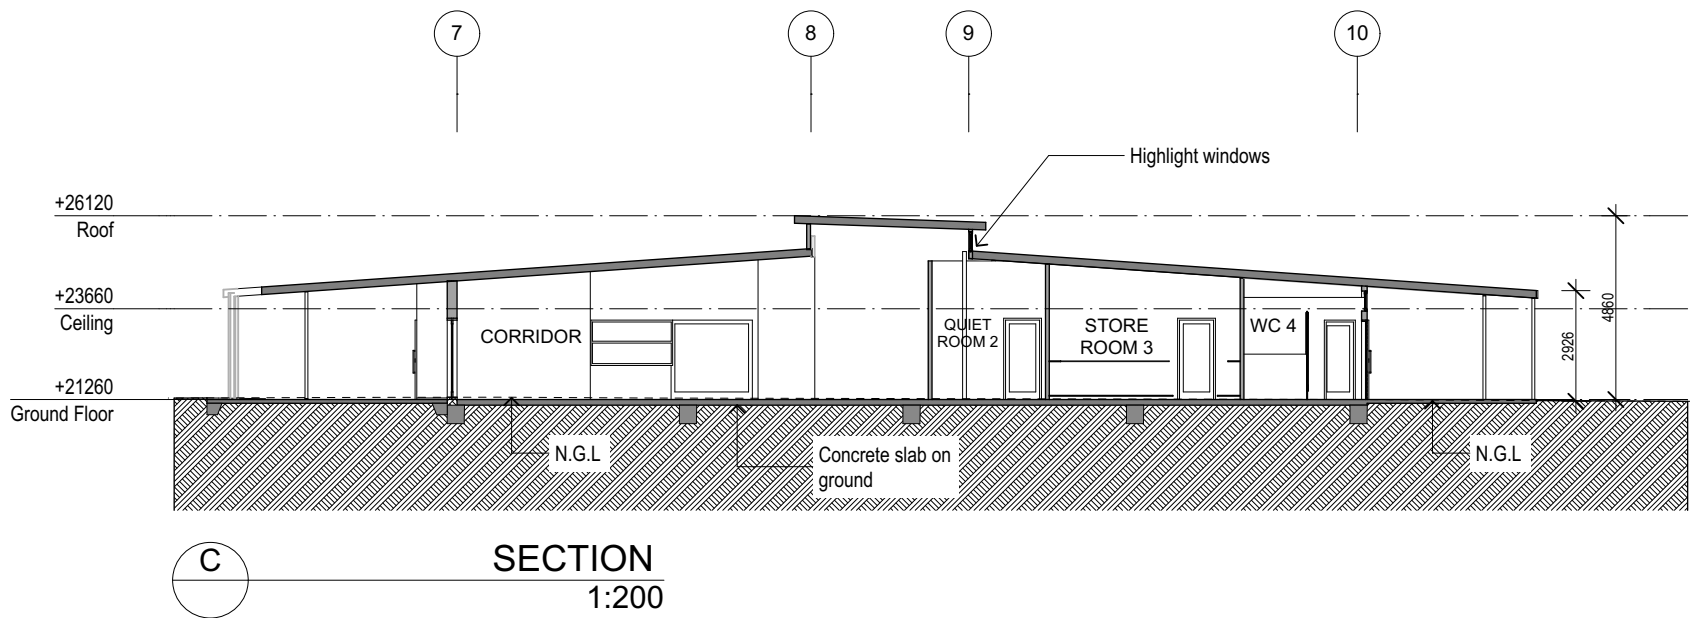 7
8
9
10
Highlight windows
+26120
Roof
+23660
Ceiling
CORRIDOR
QUIET
ROOM 2
STORE
ROOM 3
WC 4
2926
4860
+21260
Ground Floor
N.G.L
Concrete slab on
ground
N.G.L
C
SECTION
1:200